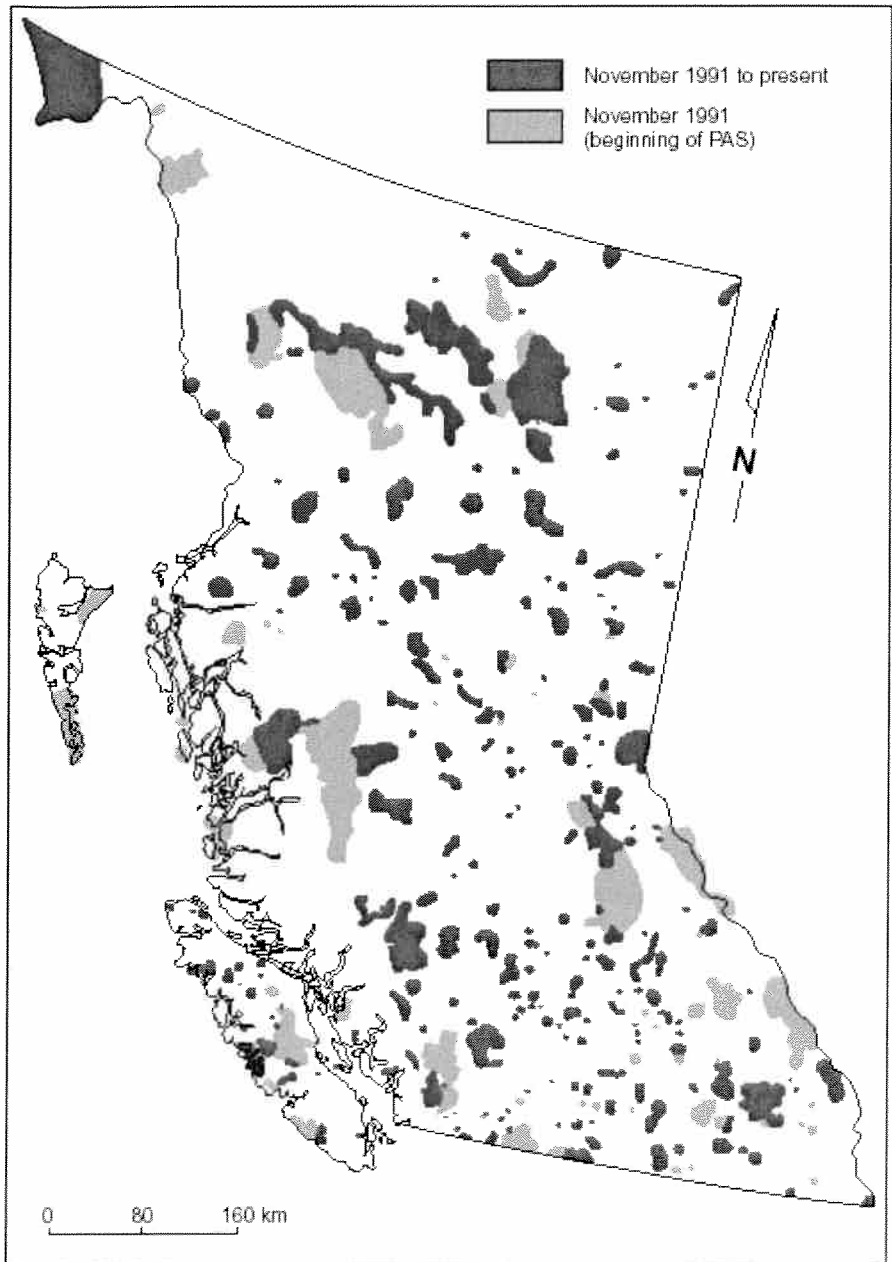 November 1991 to present
November 1991
(beginning of PAS)
N
0 80 160 km